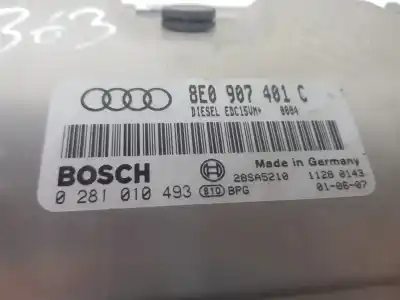 363
8E0 907 401 C
DIESEL EDC15VM+ 0004
BOSCH
Made in Germany
28SA5210 1128 0143
0 281 010 493 B10 BPG 01-06-07